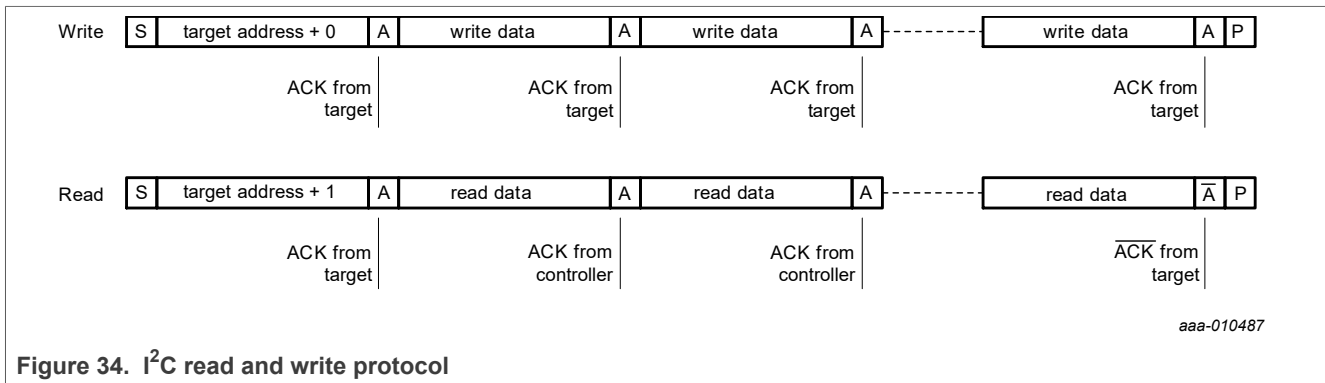 Write S target address + 0 A write data A write data A write data A P
ACK from target ACK from target ACK from target ACK from target
Read S target address + 1 A read data A read data A read data A̅ P
ACK from target ACK from controller ACK from controller A̅C̅K̅ from target
aaa-010487
Figure 34. I²C read and write protocol